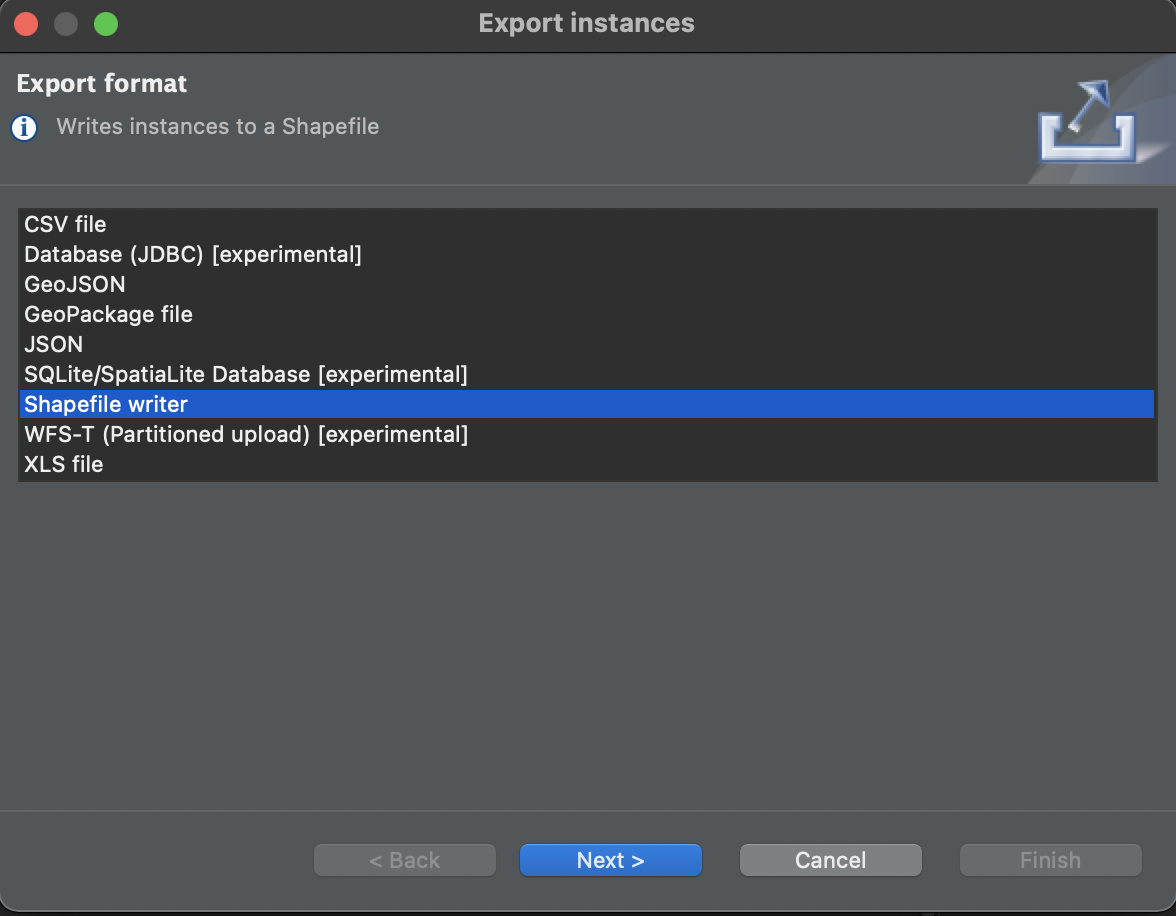 Export instances
Export format
Writes instances to a Shapefile
CSV file
Database (JDBC) [experimental]
GeoJSON
GeoPackage file
JSON
SQLite/SpatiaLite Database [experimental]
Shapefile writer
WFS-T (Partitioned upload) [experimental]
XLS file
< Back
Next >
Cancel
Finish